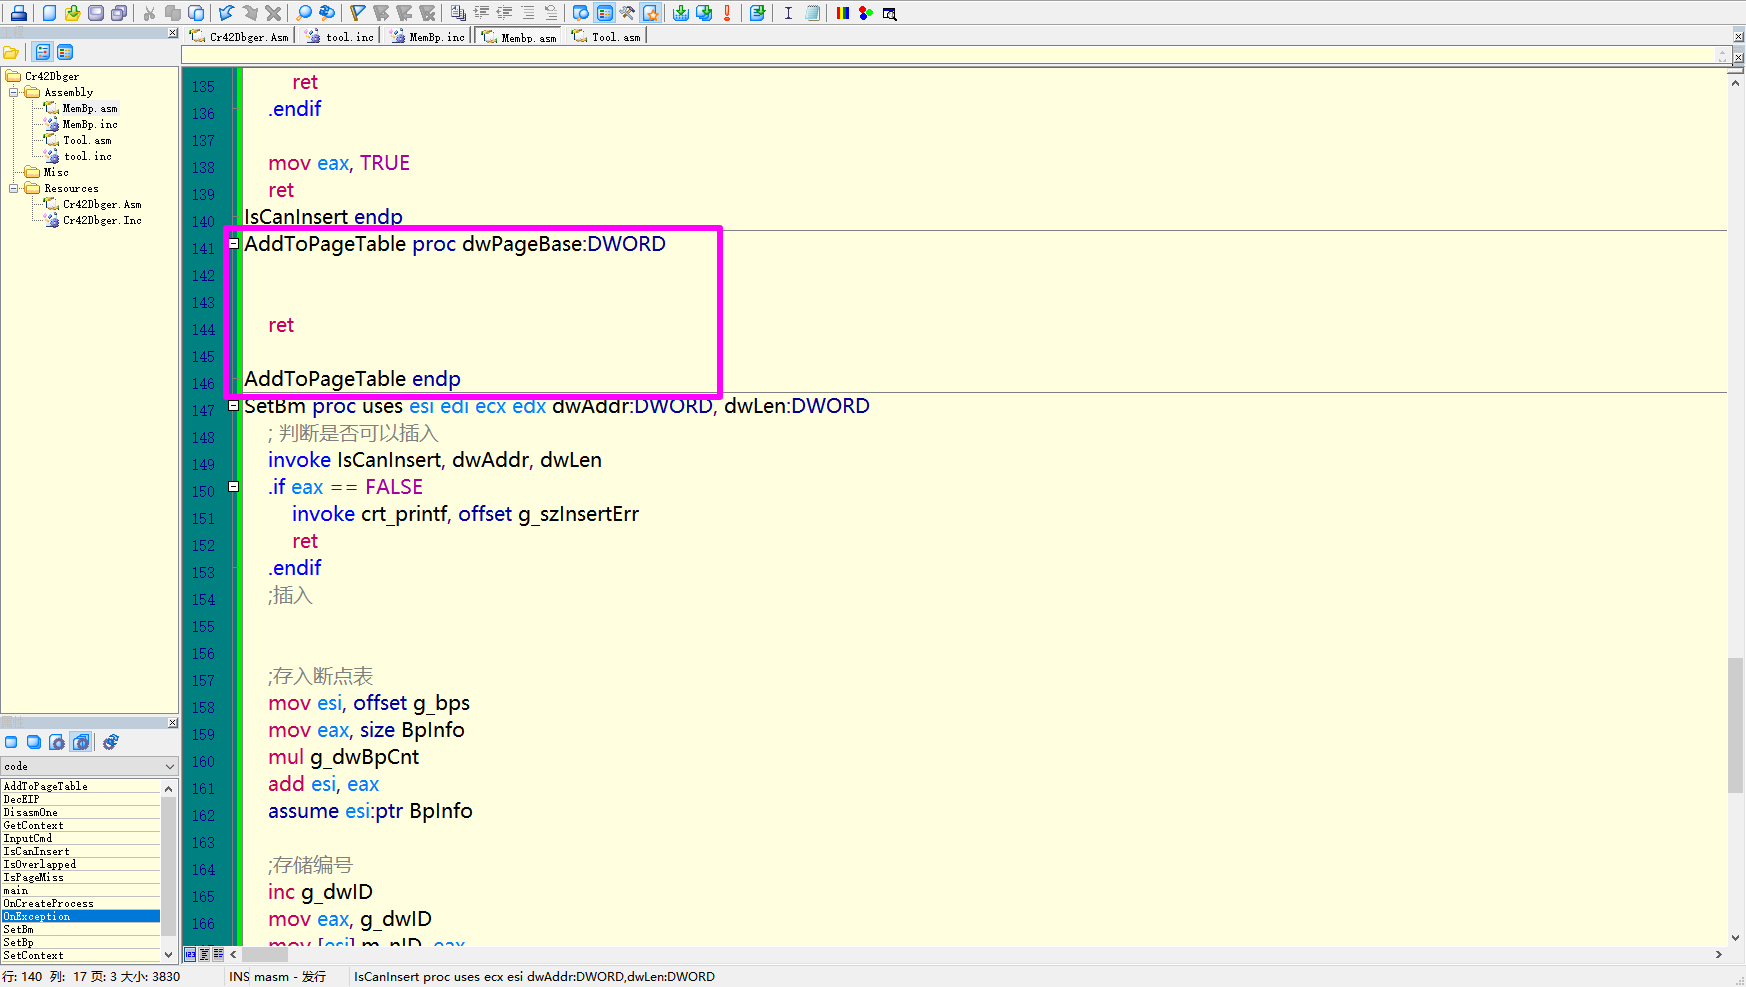 Cr42Dbger.Asm tool.inc MemBp.inc Membp.asm Tool.asm
Cr42Dbger
Assembly
MemBp.asm
MemBp.inc
Tool.asm
tool.inc
Misc
Resources
Cr42Dbger.Asm
Cr42Dbger.Inc
code
AddToPageTable
DecEIP
DisasmOne
GetContext
InputCmd
IsCanInsert
IsOverlapped
IsPageMiss
main
OnCreateProcess
OnException
SetBm
SetBp
SetContext
135 ret
136 .endif
137
138 mov eax, TRUE
139 ret
140 IsCanInsert endp
141 AddToPageTable proc dwPageBase:DWORD
142
143
144 ret
145
146 AddToPageTable endp
147 SetBm proc uses esi edi ecx edx dwAddr:DWORD, dwLen:DWORD
148 ; 判断是否可以插入
149 invoke IsCanInsert, dwAddr, dwLen
150 .if eax == FALSE
151 invoke crt_printf, offset g_szInsertErr
152 ret
153 .endif
154 ;插入
155
156
157 ;存入断点表
158 mov esi, offset g_bps
159 mov eax, size BpInfo
160 mul g_dwBpCnt
161 add esi, eax
162 assume esi:ptr BpInfo
163
164 ;存储编号
165 inc g_dwID
166 mov eax, g_dwID
mov [esi].m_nID, eax
行: 140 列: 17 页: 3 大小: 3830 INS masm - 发行 IsCanInsert proc uses ecx esi dwAddr:DWORD,dwLen:DWORD